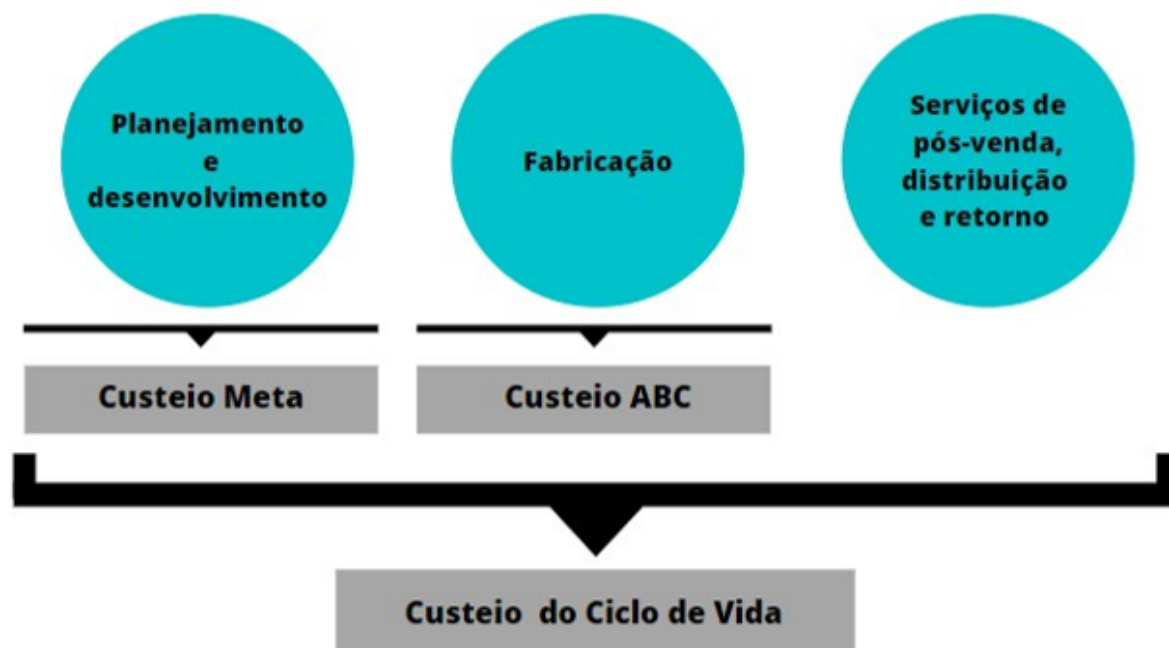 Planejamento
e
desenvolvimento
Fabricação
Serviços de
pós-venda,
distribuição
e retorno
Custeio Meta
Custeio ABC
Custeio do Ciclo de Vida